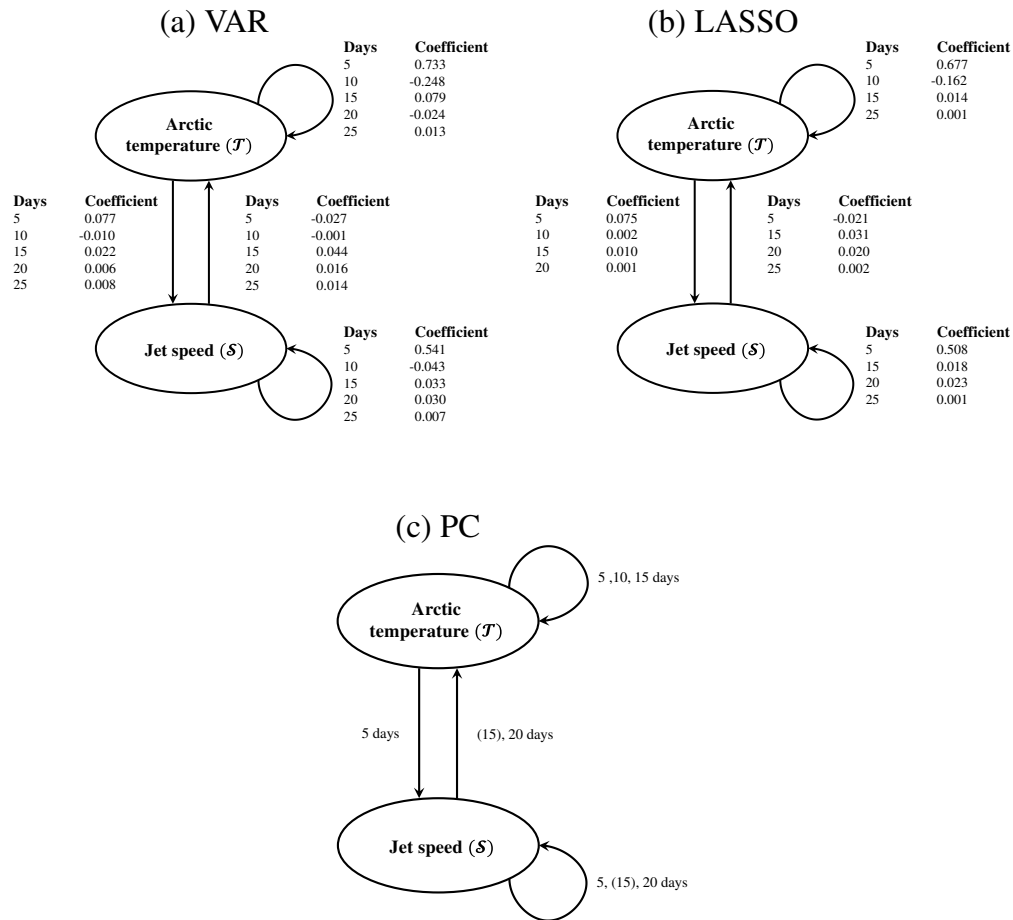 (a) VAR
Days Coefficient
5 0.733
10 -0.248
15 0.079
20 -0.024
25 0.013
Arctic
temperature (𝒯)
Days Coefficient
5 0.077
10 -0.010
15 0.022
20 0.006
25 0.008
Days Coefficient
5 -0.027
10 -0.001
15 0.044
20 0.016
25 0.014
Jet speed (𝒮)
Days Coefficient
5 0.541
10 -0.043
15 0.033
20 0.030
25 0.007
(b) LASSO
Days Coefficient
5 0.677
10 -0.162
15 0.014
25 0.001
Arctic
temperature (𝒯)
Days Coefficient
5 0.075
10 0.002
15 0.010
20 0.001
Days Coefficient
5 -0.021
15 0.031
20 0.020
25 0.002
Jet speed (𝒮)
Days Coefficient
5 0.508
15 0.018
20 0.023
25 0.001
(c) PC
5 ,10, 15 days
Arctic
temperature (𝒯)
5 days
(15), 20 days
Jet speed (𝒮)
5, (15), 20 days